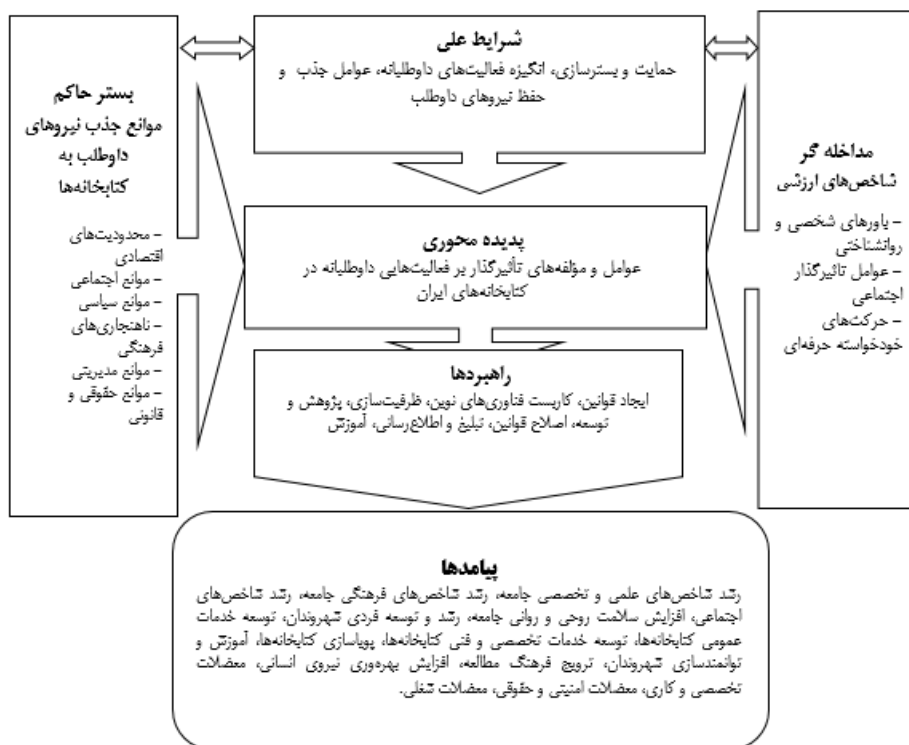 شرایط علی
حمایت و بسترسازی، انگیزه فعالیت‌های داوطلبانه، عوامل جذب و
حفظ نیروهای داوطلب
مداخله گر
شاخص‌های ارزشی
– باورهای شخصی و
روانشناختی
– عوامل تاثیرگذار
اجتماعی
– حرکت‌های
خودخواسته حرفه‌ای
پدیده محوری
عوامل و مؤلفه‌های تأثیرگذار بر فعالیت‌هایی داوطلبانه در
کتابخانه‌های ایران
بستر حاکم
موانع جذب نیروهای
داوطلب به
کتابخانه‌ها
– محدودیت‌های
اقتصادی
– موانع اجتماعی
– موانع سیاسی
– ناهنجاری‌های
فرهنگی
– موانع مدیریتی
– موانع حقوقی و
قانونی
راهبردها
ایجاد قوانین، کاربست فناوری‌های نوین، ظرفیت‌سازی، پژوهش و
توسعه، اصلاح قوانین، تبلیغ و اطلاع‌رسانی، آموزش
پیامدها
رشد شاخص‌های علمی و تخصصی جامعه، رشد شاخص‌های فرهنگی جامعه، رشد شاخص‌های
اجتماعی، افزایش سلامت روحی و روانی جامعه، رشد و توسعه فردی شهروندان، توسعه خدمات
عمومی کتابخانه‌ها، توسعه خدمات تخصصی و فنی کتابخانه‌ها، پویاسازی کتابخانه‌ها، آموزش و
توانمندسازی شهروندان، ترویج فرهنگ مطالعه، افزایش بهره‌وری نیروی انسانی، معضلات
تخصصی و کاری، معضلات امنیتی و حقوقی، معضلات شغلی.